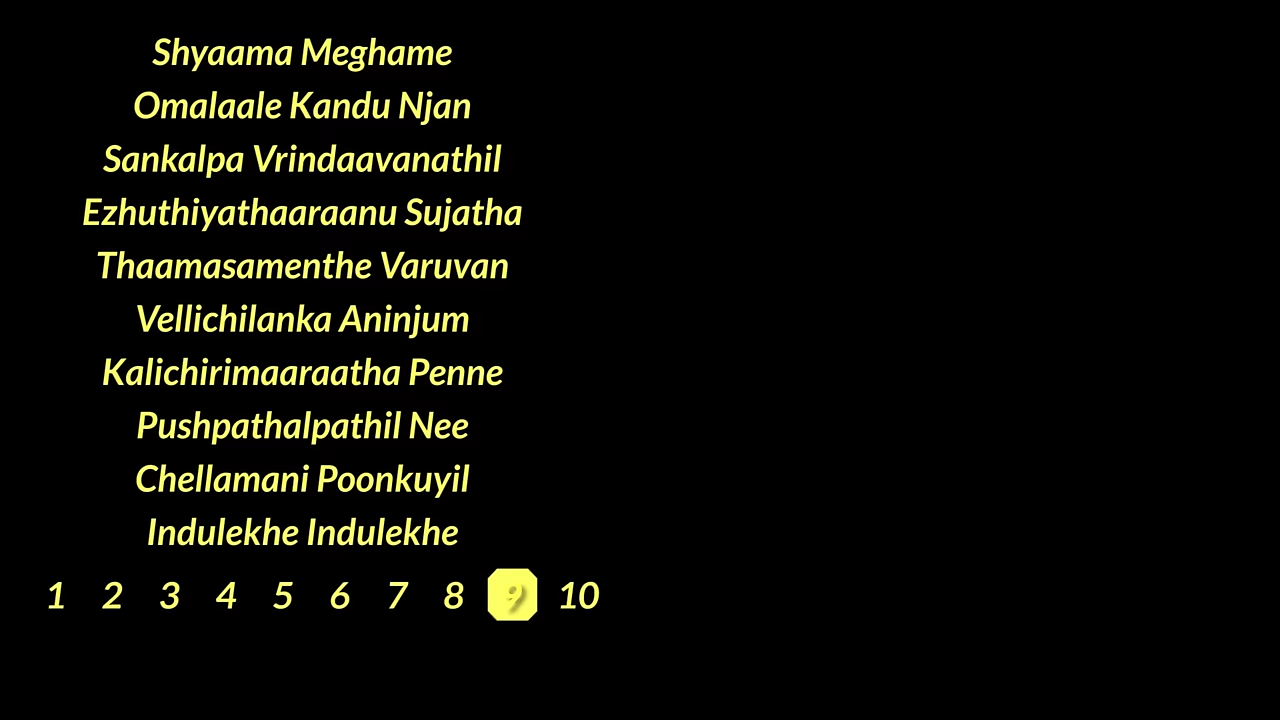 Shyaama Meghame
Omalaale Kandu Njan
Sankalpa Vrindaavanathil
Ezhuthiyathaaraanu Sujatha
Thaamasamenthe Varuvan
Vellichilanka Aninjum
Kalichirimaaraatha Penne
Pushpathalpathil Nee
Chellamani Poonkuyil
Indulekhe Indulekhe
1 2 3 4 5 6 7 8 9 10